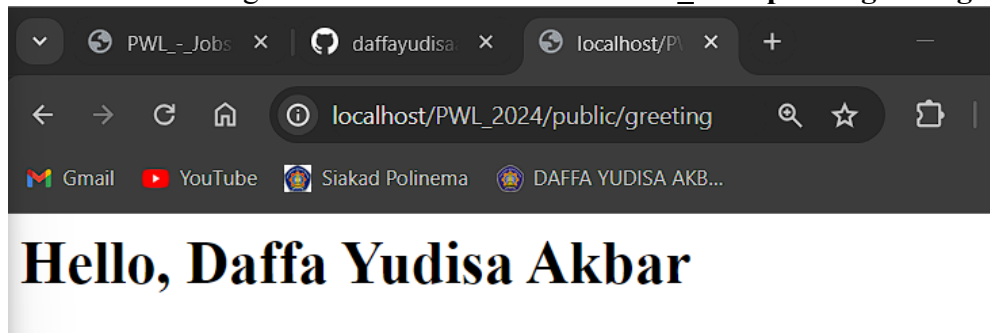 PWL_-_Jobs
daffayudisa
localhost/PW
localhost/PWL_2024/public/greeting
Gmail
YouTube
Siakad Polinema
DAFFA YUDISA AKB...
Hello, Daffa Yudisa Akbar